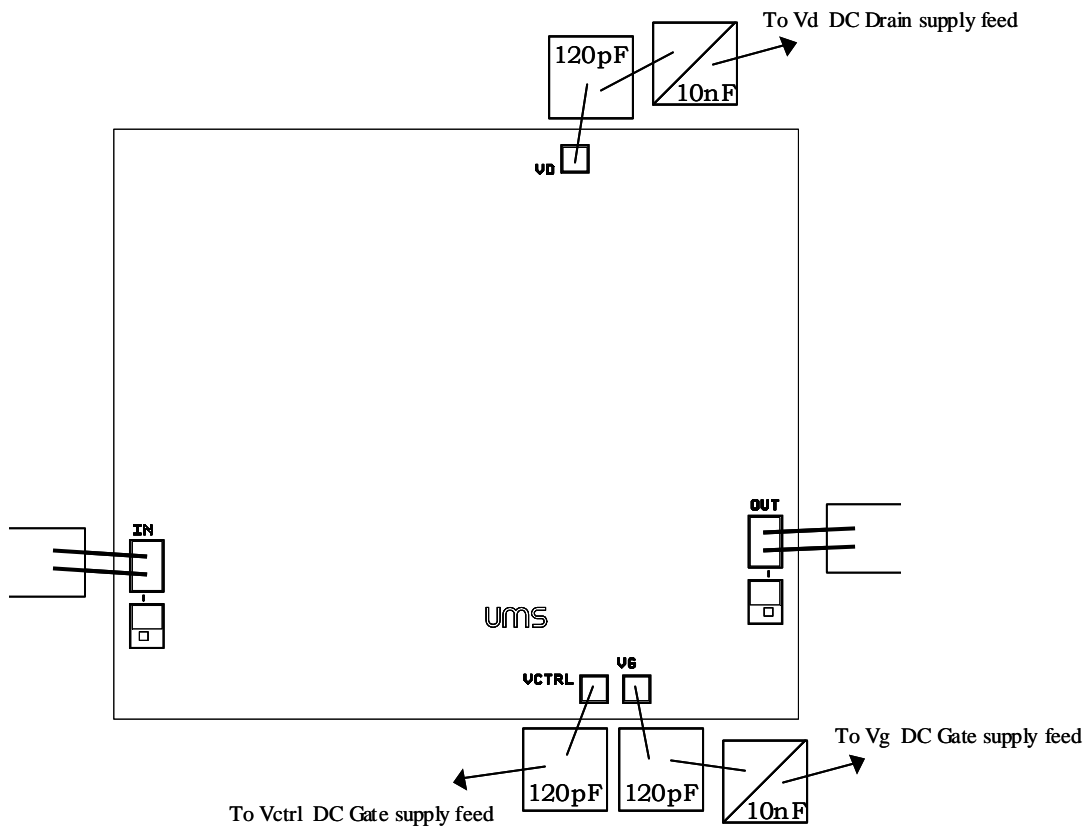 To Vd DC Drain supply feed
120pF
10nF
VD
OUT
IN
ums
VG
VCTRL
To Vg DC Gate supply feed
120pF
120pF
10nF
To Vctrl DC Gate supply feed